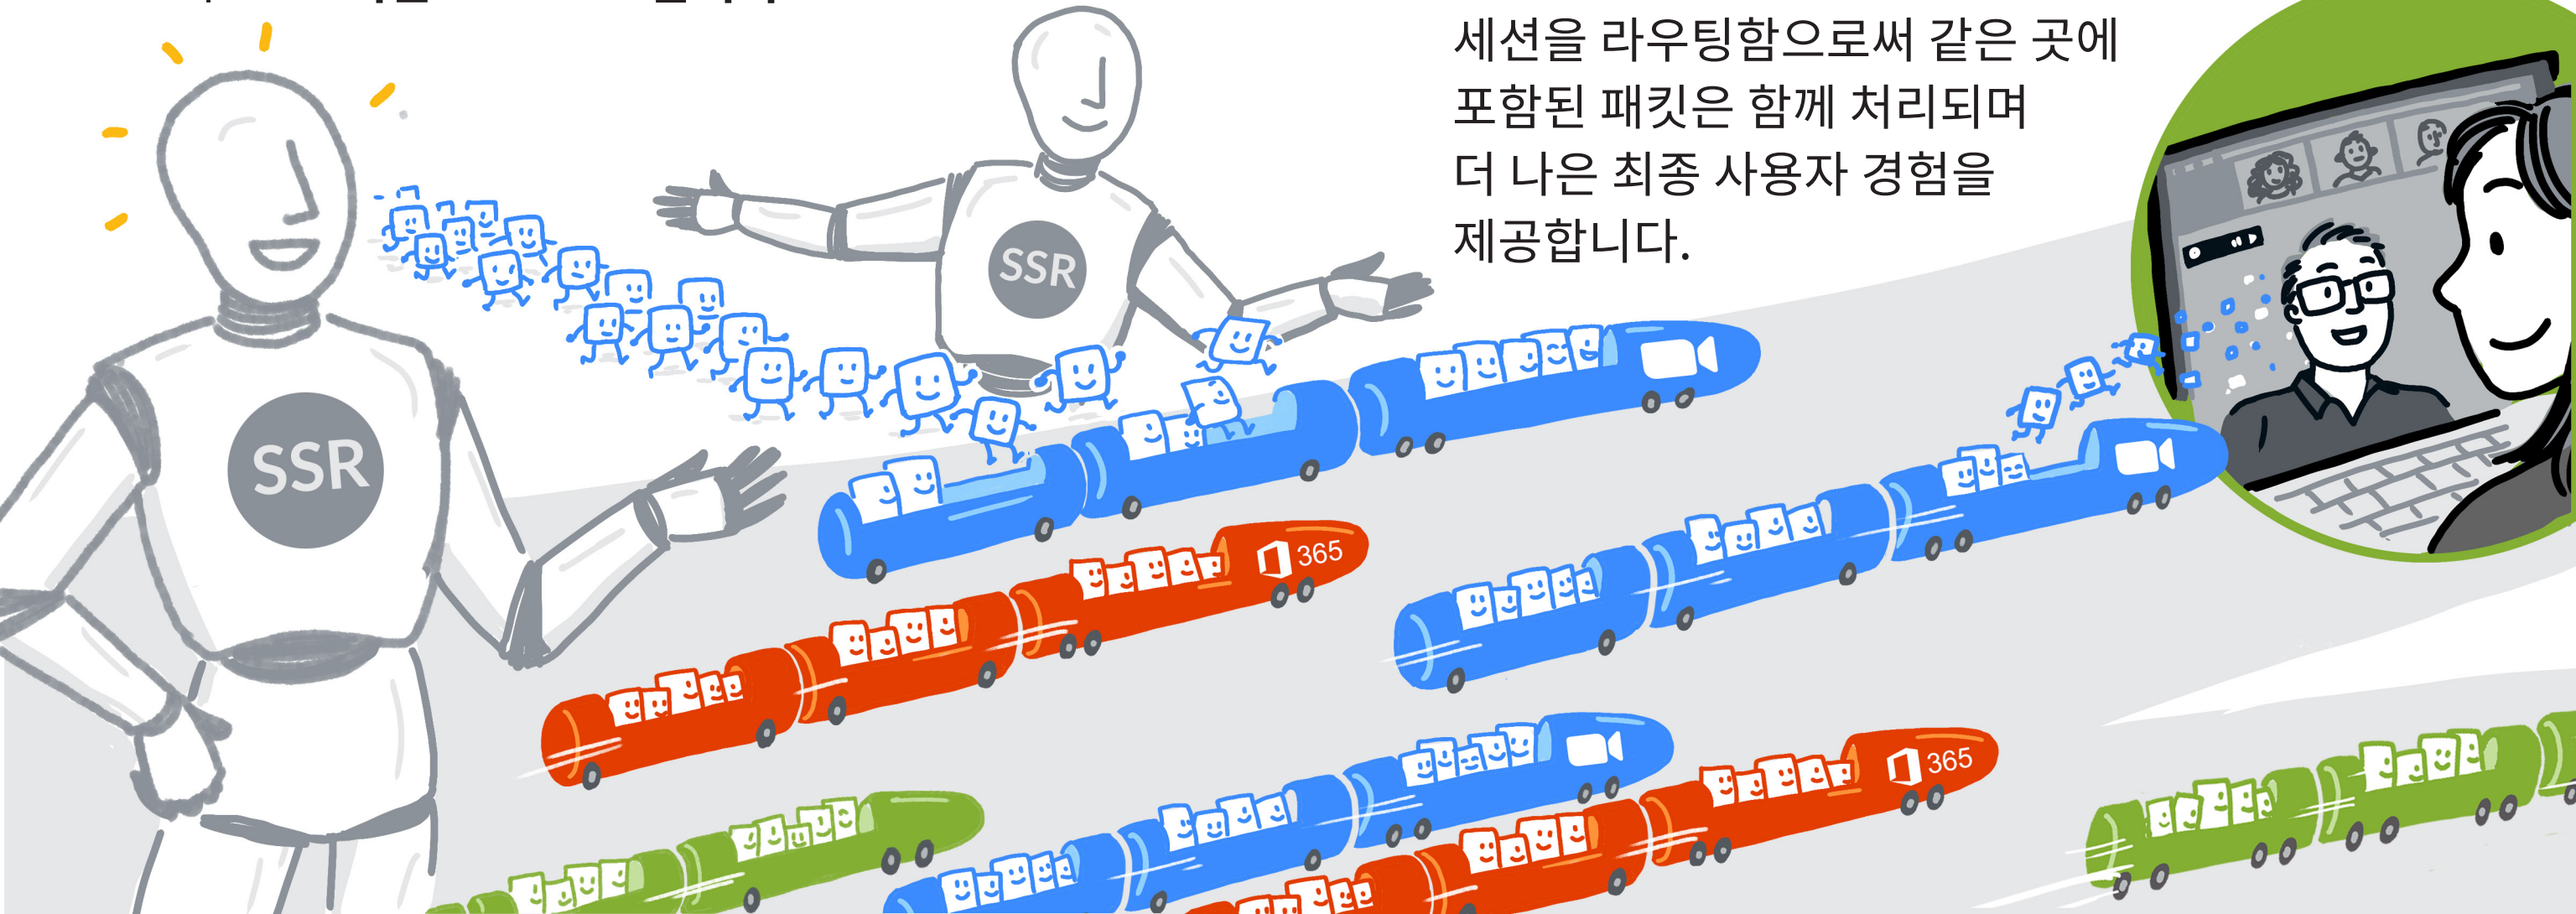 세션을 라우팅함으로써 같은 곳에
포함된 패킷은 함께 처리되며
더 나은 최종 사용자 경험을
제공합니다.
SSR
SSR
365
365